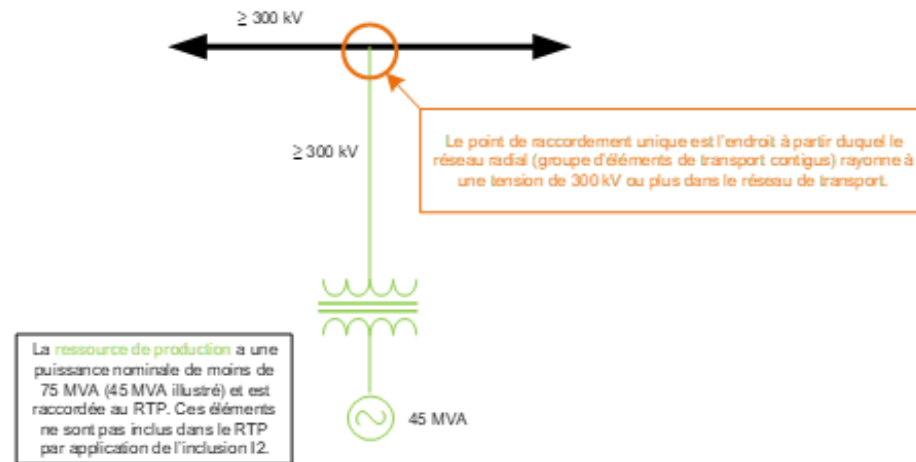 ≥ 300 kV
≥ 300 kV
Le point de raccordement unique est l'endroit à partir duquel le
réseau radial (groupe d'éléments de transport contigus) rayonne à
une tension de 300 kV ou plus dans le réseau de transport.
La ressource de production a une
puissance nominale de moins de
75 MVA (45 MVA illustré) et est
raccordée au RTP. Ces éléments
ne sont pas inclus dans le RTP
par application de l'inclusion I2.
45 MVA